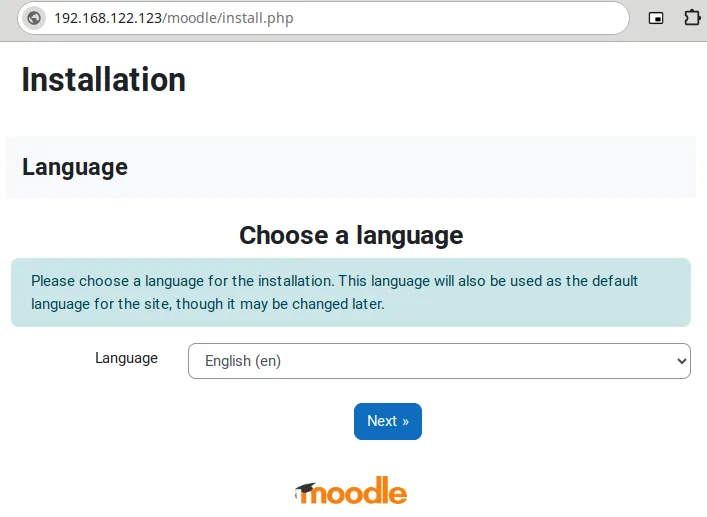 192.168.122.123/moodle/install.php
Installation
Language
Choose a language
Please choose a language for the installation. This language will also be used as the default
language for the site, though it may be changed later.
Language
English (en)
Next »
moodle